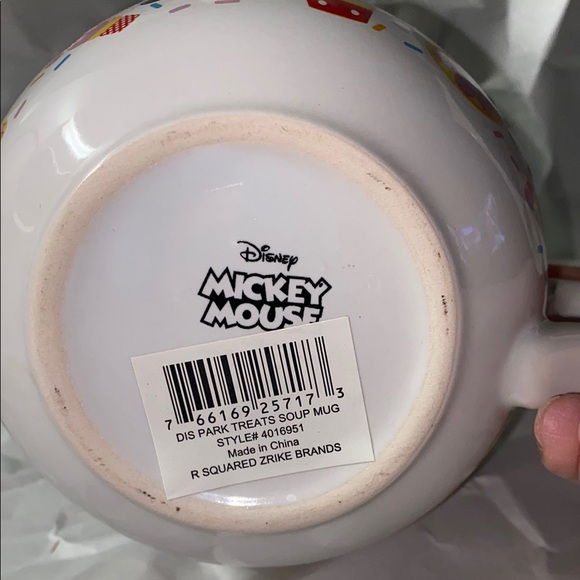 Disney
MICKEY
MOUSE
7 66169 25717 3
DIS PARK TREATS SOUP MUG
STYLE# 4016951
Made in China
R SQUARED ZRIKE BRANDS